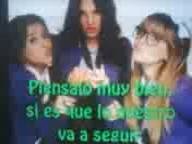 Piensalo muy bien,
si es que lo nuestro
va a seguir